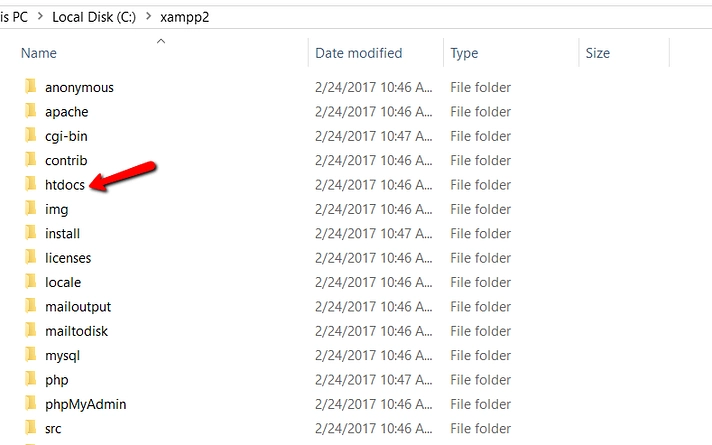 is PC > Local Disk (C:) > xampp2
Name Date modified Type Size
anonymous 2/24/2017 10:46 A... File folder
apache 2/24/2017 10:46 A... File folder
cgi-bin 2/24/2017 10:47 A... File folder
contrib 2/24/2017 10:46 A... File folder
htdocs 2/24/2017 10:46 A... File folder
img 2/24/2017 10:46 A... File folder
install 2/24/2017 10:47 A... File folder
licenses 2/24/2017 10:46 A... File folder
locale 2/24/2017 10:46 A... File folder
mailoutput 2/24/2017 10:46 A... File folder
mailtodisk 2/24/2017 10:46 A... File folder
mysql 2/24/2017 10:46 A... File folder
php 2/24/2017 10:47 A... File folder
phpMyAdmin 2/24/2017 10:46 A... File folder
src 2/24/2017 10:46 A... File folder